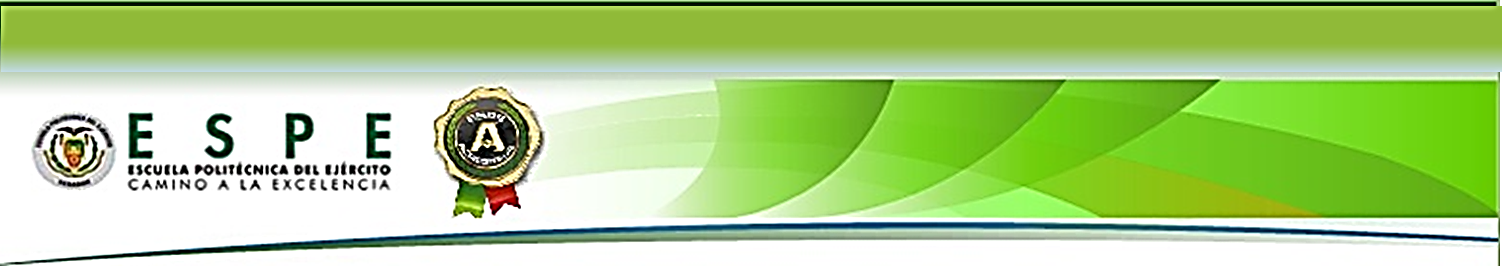 E S P E
ESCUELA POLITÉCNICA DEL EJÉRCITO
CAMINO A LA EXCELENCIA
A